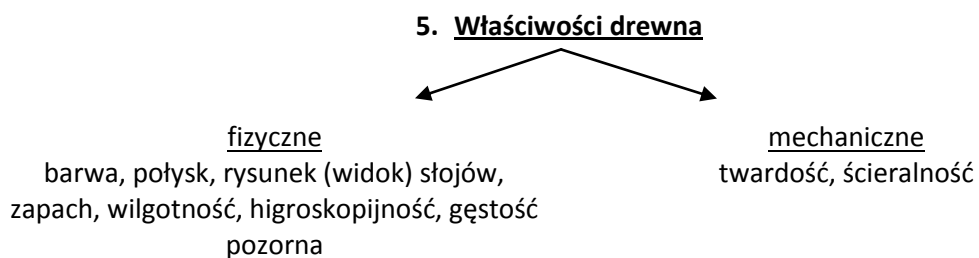 5. Właściwości drewna
fizyczne
barwa, połysk, rysunek (widok) słojów,
zapach, wilgotność, higroskopijność, gęstość
pozorna
mechaniczne
twardość, ścieralność